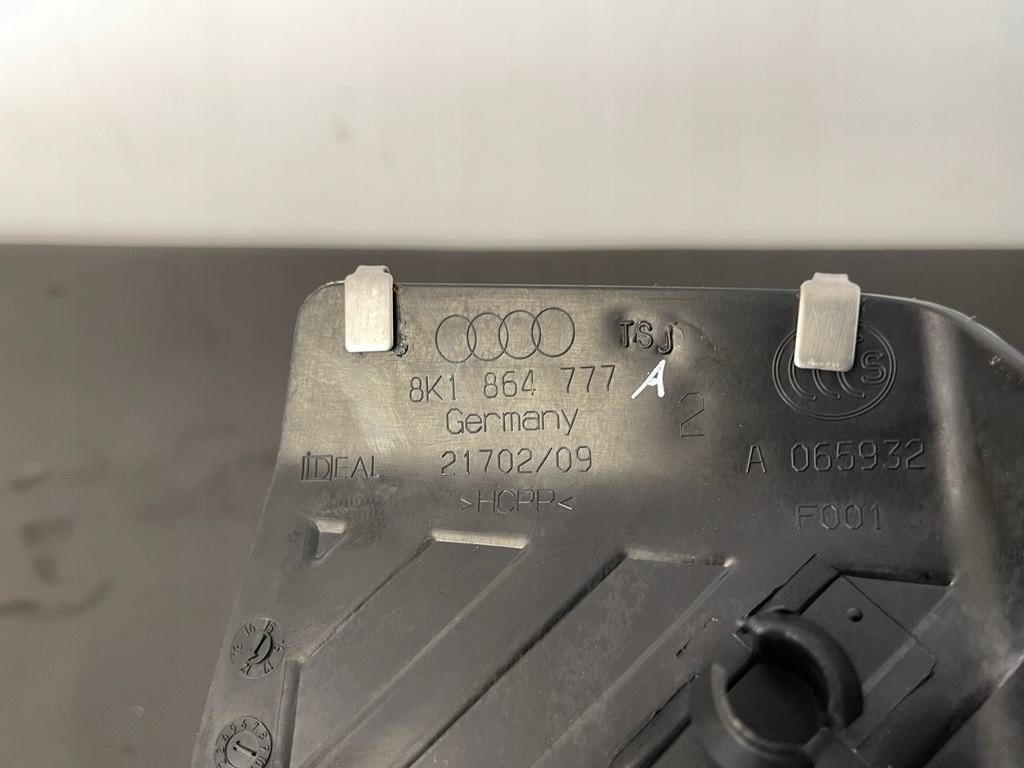 TSJ
8K1 864 777 A
Germany
2
IDEAL 21702/09
A 065932
>HCPP<
F001
S